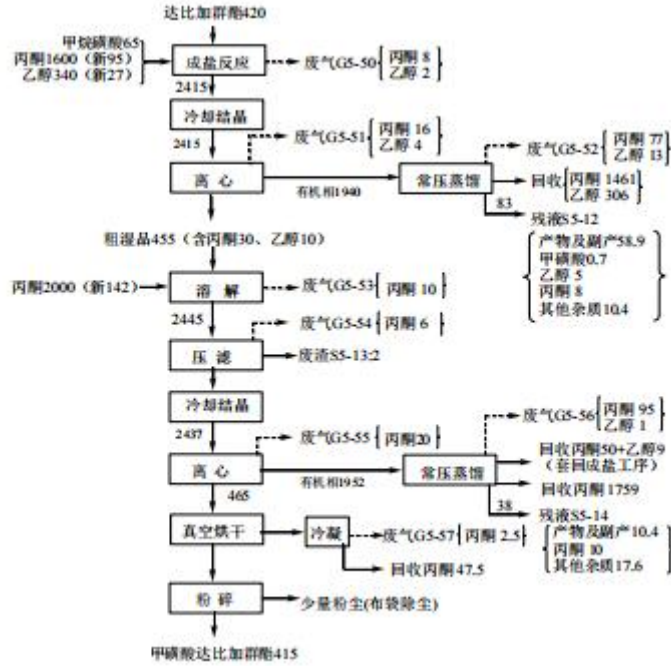 达比加群酯420
甲烷磺酸65
丙酮1600（新95）
乙醇340（新27）
成盐反应
废气G5-50
丙酮 8
乙醇 2
2415
冷却结晶
2415
废气G5-51
丙酮 16
乙醇 4
离心
有机相1940
常压蒸馏
废气G5-52
丙酮 77
乙醇 13
回收
丙酮 1461
乙醇 306
83
残液S5-12
产物及副产58.9
甲磺酸0.7
乙醇 5
丙酮 8
其他杂质10.4
粗湿品455（含丙酮30、乙醇10）
丙酮2000（新142）
溶解
废气G5-53
丙酮 10
2445
废气G5-54
丙酮 6
压滤
废渣S5-13:2
冷却结晶
2437
废气G5-55
丙酮20
离心
有机相1952
常压蒸馏
废气G5-56
丙酮 95
乙醇 1
回收丙酮50+乙醇9
（套回成盐工序）
回收丙酮1759
38
残液S5-14
产物及副产10.4
丙酮 10
其他杂质17.6
465
真空烘干
冷凝
废气G5-57
丙酮 2.5
回收丙酮47.5
粉碎
少量粉尘(布袋除尘)
甲磺酸达比加群酯415